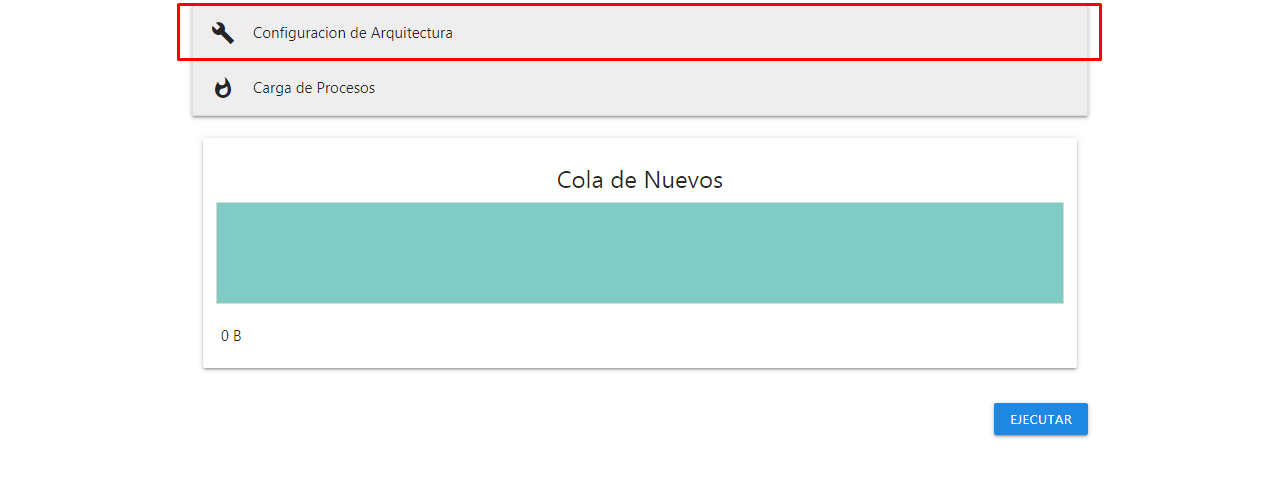 Configuracion de Arquitectura
Carga de Procesos
Cola de Nuevos
0 B
EJECUTAR